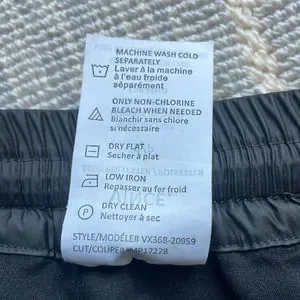 MACHINE WASH COLD
SEPARATELY
Laver à la machine
à l'eau froide
séparément
ONLY NON-CHLORINE
BLEACH WHEN NEEDED
Blanchir sans chlore
si nécessaire
DRY FLAT
Secher à plat
LOW IRON
Repasser au fer froid
DRY CLEAN
Nettoyer à sec
P
STYLE/MODÈLE# VX368-20959
CUT/COUPE# IMP17278